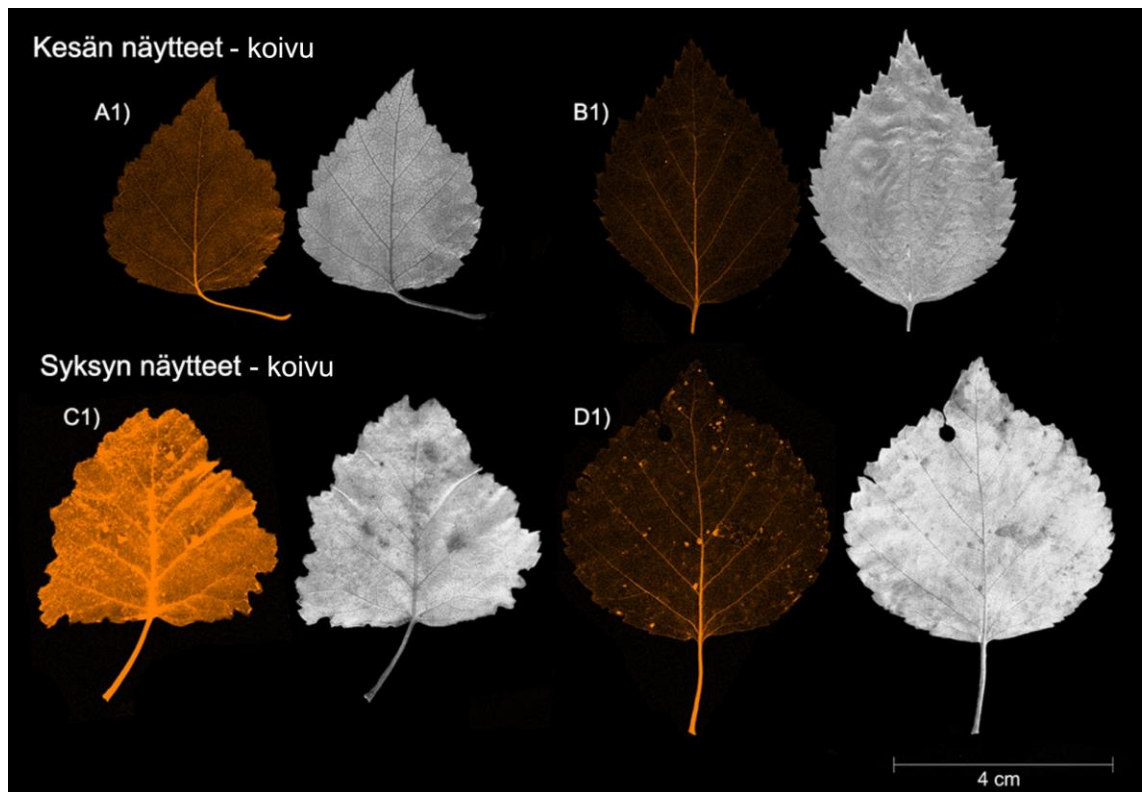 Kesän näytteet - koivu
A1)
B1)
Syksyn näytteet - koivu
C1)
D1)
4 cm